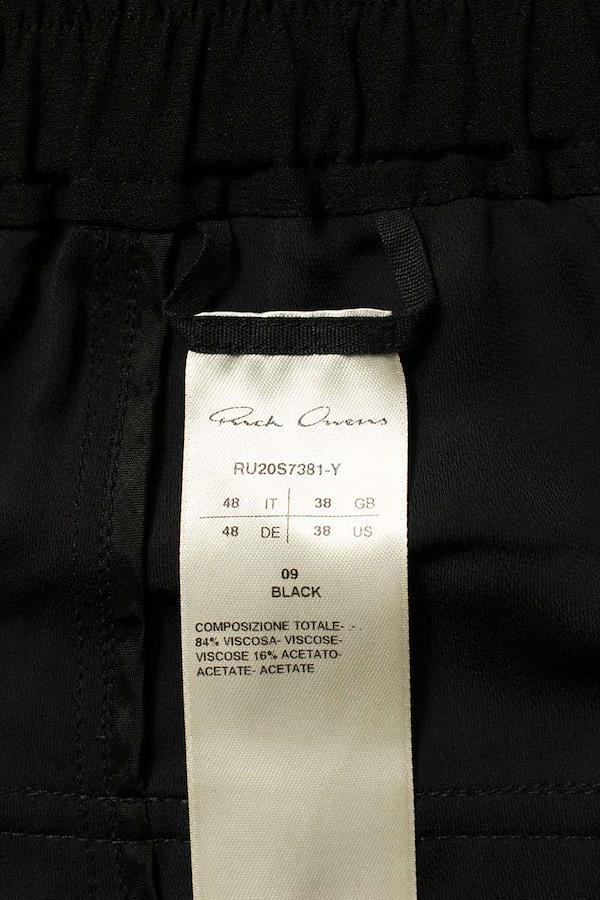 Rick Owens
RU20S7381-Y
48 IT 38 GB
48 DE 38 US
09
BLACK
COMPOSIZIONE TOTALE- . - .
84% VISCOSA- VISCOSE-
VISCOSE 16% ACETATO-
ACETATE- ACETATE